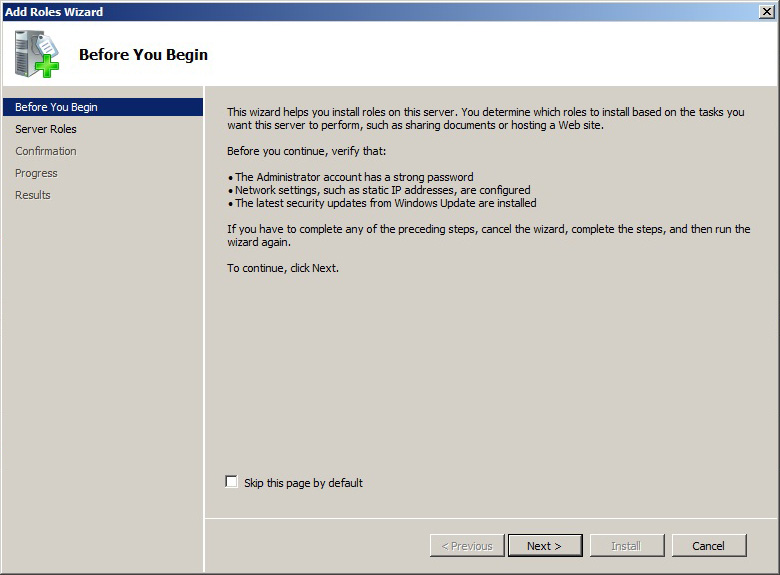 Add Roles Wizard
Before You Begin
Before You Begin
Server Roles
Confirmation
Progress
Results
This wizard helps you install roles on this server. You determine which roles to install based on the tasks you
want this server to perform, such as sharing documents or hosting a Web site.
Before you continue, verify that:
• The Administrator account has a strong password
• Network settings, such as static IP addresses, are configured
• The latest security updates from Windows Update are installed
If you have to complete any of the preceding steps, cancel the wizard, complete the steps, and then run the
wizard again.
To continue, click Next.
Skip this page by default
< Previous
Next >
Install
Cancel